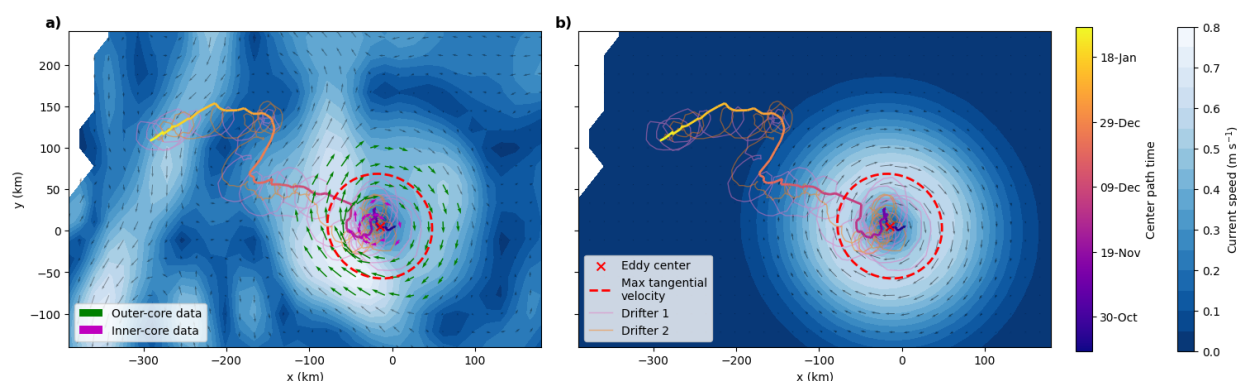 a)
b)
200
150
100
50
0
−50
−100
y (km)
−300
−200
−100
0
100
x (km)
Outer-core data
Inner-core data
−300
−200
−100
0
100
x (km)
Eddy center
Max tangential
velocity
Drifter 1
Drifter 2
18-Jan
29-Dec
09-Dec
19-Nov
30-Oct
Center path time
0.8
0.7
0.6
0.5
0.4
0.3
0.2
0.1
0.0
Current speed (m s⁻¹)